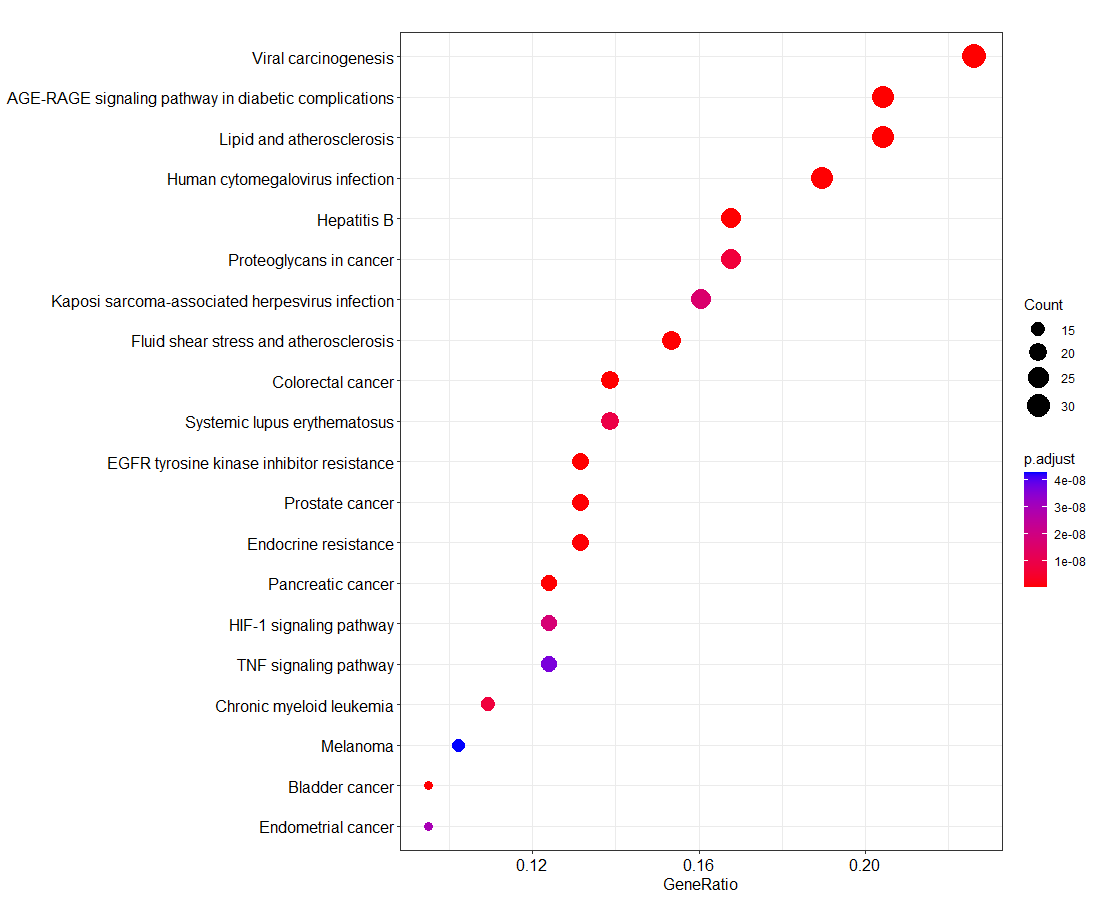 Viral carcinogenesis
AGE-RAGE signaling pathway in diabetic complications
Lipid and atherosclerosis
Human cytomegalovirus infection
Hepatitis B
Proteoglycans in cancer
Kaposi sarcoma-associated herpesvirus infection
Fluid shear stress and atherosclerosis
Colorectal cancer
Systemic lupus erythematosus
EGFR tyrosine kinase inhibitor resistance
Prostate cancer
Endocrine resistance
Pancreatic cancer
HIF-1 signaling pathway
TNF signaling pathway
Chronic myeloid leukemia
Melanoma
Bladder cancer
Endometrial cancer
0.12 0.16 0.20
GeneRatio
Count
15
20
25
30
p.adjust
4e-08
3e-08
2e-08
1e-08